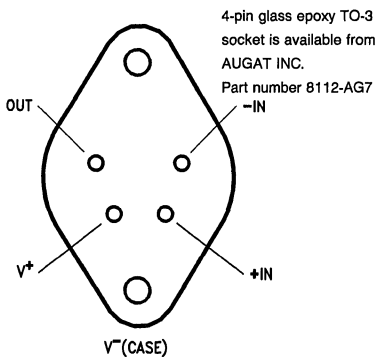 4-pin glass epoxy TO-3
socket is available from
AUGAT INC.
Part number 8112-AG7
OUT
−IN
V+
+IN
V−(CASE)